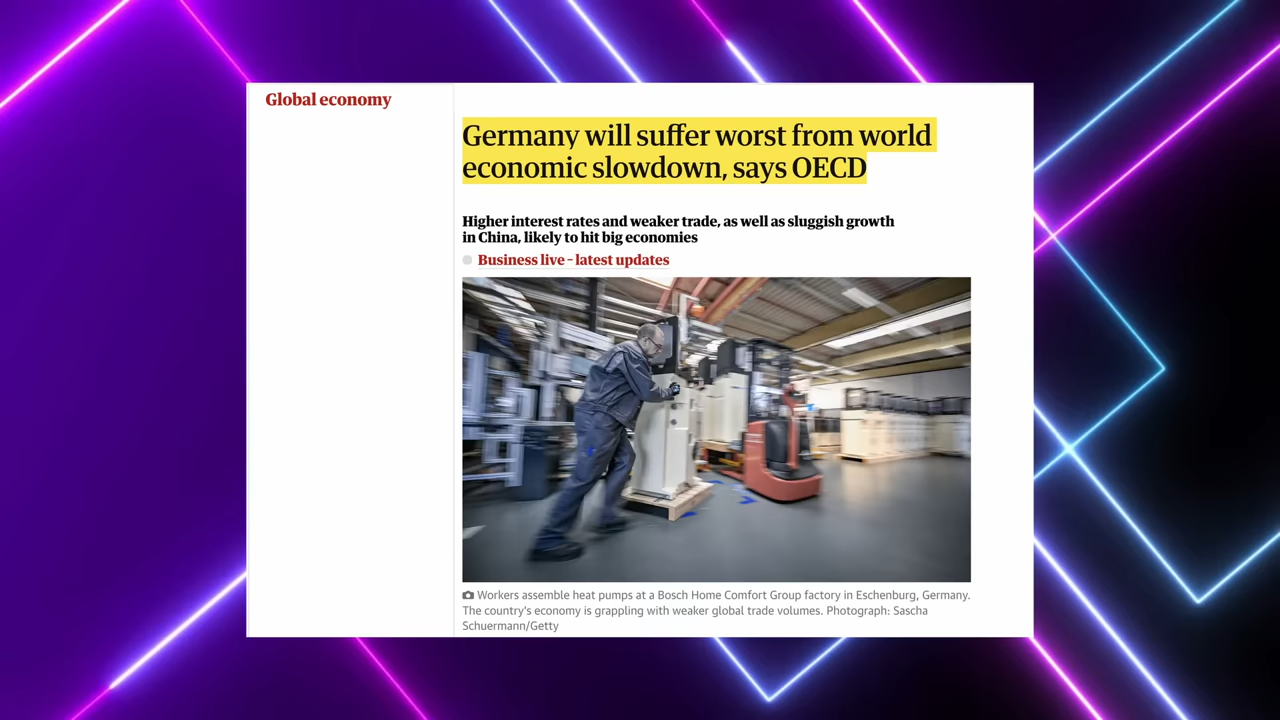 Global economy
Germany will suffer worst from world
economic slowdown, says OECD
Higher interest rates and weaker trade, as well as sluggish growth
in China, likely to hit big economies
Business live – latest updates
Workers assemble heat pumps at a Bosch Home Comfort Group factory in Eschenburg, Germany.
The country's economy is grappling with weaker global trade volumes. Photograph: Sascha
Schuermann/Getty